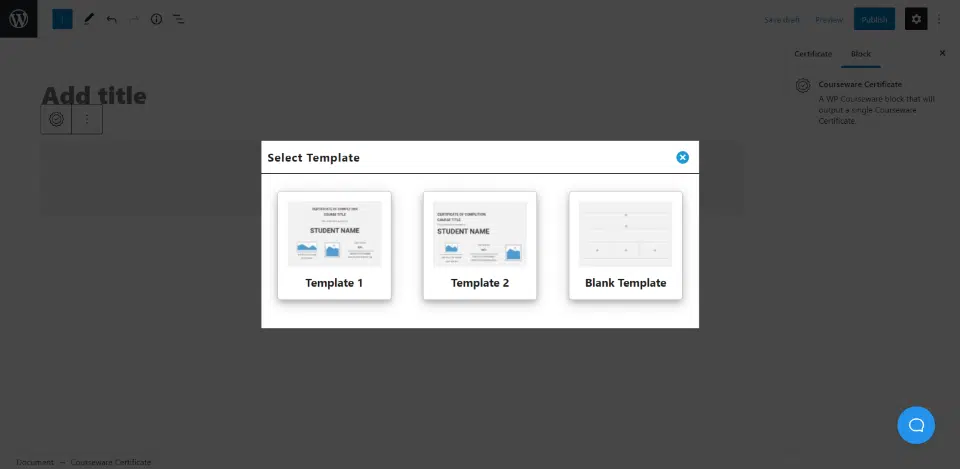 Save draft
Preview
Publish
Certificate
Block
Add title
Courseware Certificate
A WP Courseware block that will
output a single Courseware
Certificate.
Select Template
CERTIFICATE OF COMPLETION
COURSE TITLE
STUDENT NAME
Template 1
CERTIFICATE OF COMPLETION
COURSE TITLE
STUDENT NAME
Template 2
Blank Template
Document → Courseware Certificate